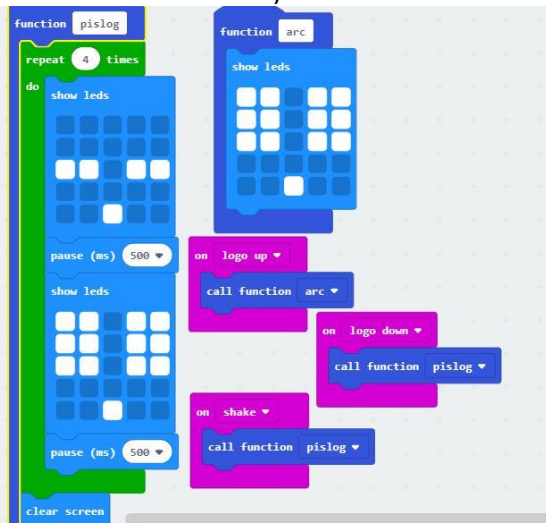 function pislog
repeat 4 times
do
show leds
pause (ms) 500
show leds
pause (ms) 500
clear screen
function arc
show leds
on logo up
call function arc
on logo down
call function pislog
on shake
call function pislog